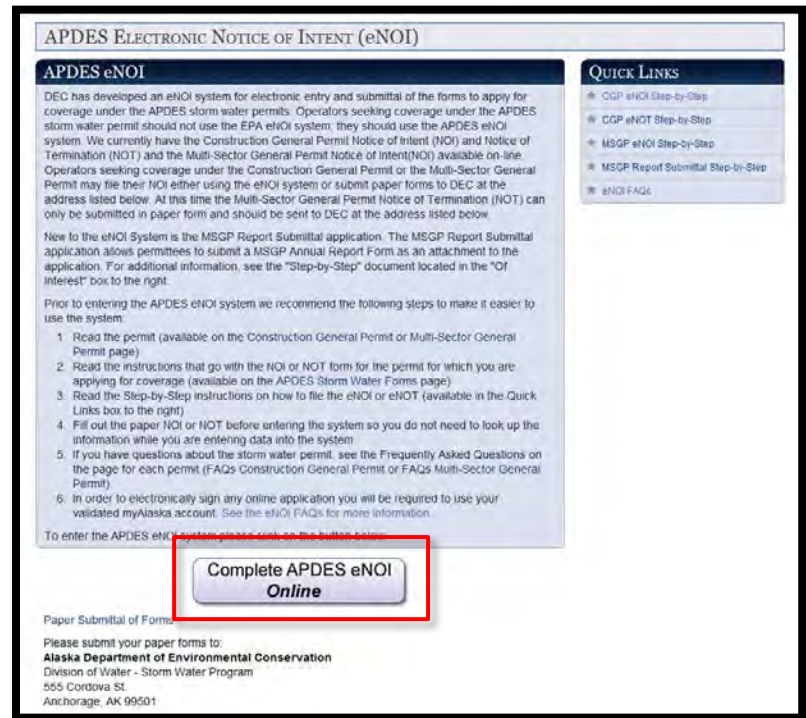 APDES ELECTRONIC NOTICE OF INTENT (eNOI)
APDES eNOI
DEC has developed an eNOI system for electronic entry and submittal of the forms to apply for
coverage under the APDES storm water permits. Operators seeking coverage under the APDES
storm water permit should not use the EPA eNOI system; they should use the APDES eNOI
system. We currently have the Construction General Permit Notice of Intent (NOI) and Notice of
Termination (NOT) and the Multi-Sector General Permit Notice of Intent(NOI) available on-line.
Operators seeking coverage under the Construction General Permit or the Multi-Sector General
Permit may file their NOI either using the eNOI system or submit paper forms to DEC at the
address listed below. At this time the Multi-Sector General Permit Notice of Termination (NOT) can
only be submitted in paper form and should be sent to DEC at the address listed below.
New to the eNOI System is the MSGP Report Submittal application. The MSGP Report Submittal
application allows permittees to submit a MSGP Annual Report Form as an attachment to the
application. For additional information, see the "Step-by-Step" document located in the "Of
Interest" box to the right.
Prior to entering the APDES eNOI system we recommend the following steps to make it easier to
use the system:
1. Read the permit (available on the Construction General Permit or Multi-Sector General
Permit page)
2. Read the instructions that go with the NOI or NOT form for the permit for which you are
applying for coverage (available on the APDES Storm Water Forms page)
3. Read the Step-by-Step instructions on how to file the eNOI or eNOT (available in the Quick
Links box to the right)
4. Fill out the paper NOI or NOT before entering the system so you do not need to look up the
information while you are entering data into the system
5. If you have questions about the storm water permit, see the Frequently Asked Questions on
the page for each permit (FAQs Construction General Permit or FAQs Multi-Sector General
Permit)
6. In order to electronically sign any online application you will be required to use your
validated myAlaska account. See the eNOI FAQs for more information.
To enter the APDES eNOI system please click on the button below:
Complete APDES eNOI
Online
Paper Submittal of Forms
Please submit your paper forms to:
Alaska Department of Environmental Conservation
Division of Water - Storm Water Program
555 Cordova St.
Anchorage, AK 99501
QUICK LINKS
CGP eNOI Step-by-Step
CGP eNOT Step-by-Step
MSGP eNOI Step-by-Step
MSGP Report Submittal Step-by-Step
eNOI FAQs